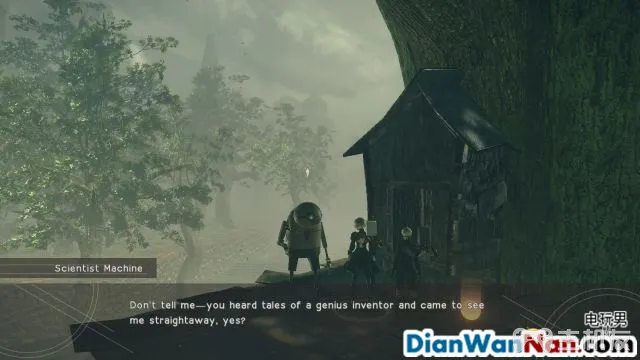 Scientist Machine
Don't tell me—you heard tales of a genius inventor and came to see
me straightaway, yes?
电玩男
DianWanNan.com